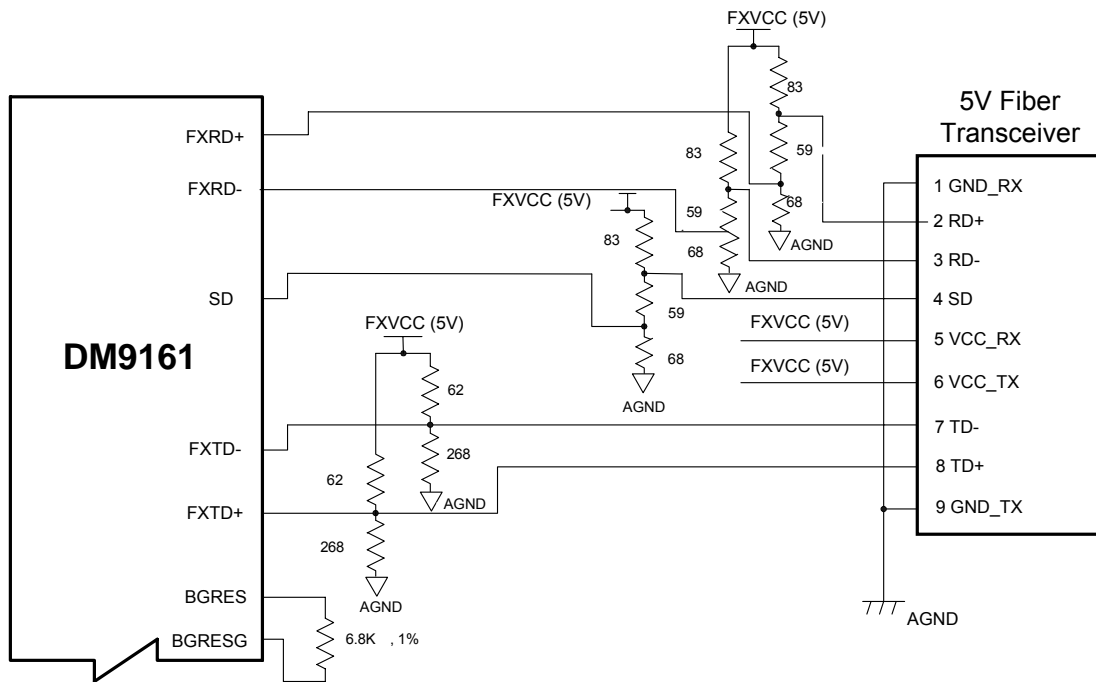 FXVCC (5V)
83
5V Fiber
Transceiver
FXRD+
83
59
FXRD-
1 GND_RX
FXVCC (5V)
59
68
2 RD+
83
68
AGND
3 RD-
AGND
SD
4 SD
59
FXVCC (5V)
FXVCC (5V)
5 VCC_RX
DM9161
68
FXVCC (5V)
6 VCC_TX
62
AGND
7 TD-
FXTD-
268
8 TD+
62
AGND
9 GND_TX
FXTD+
268
BGRES
AGND
AGND
BGRESG
6.8K , 1%